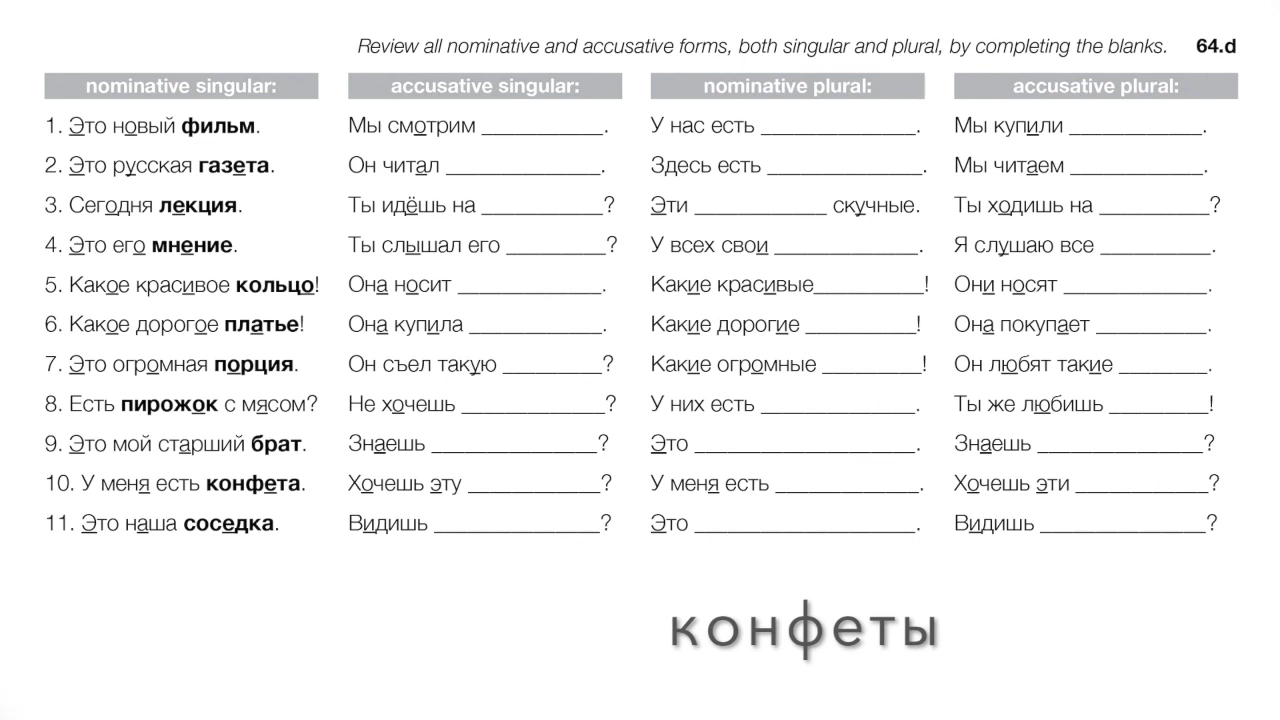 Review all nominative and accusative forms, both singular and plural, by completing the blanks. 64.d
nominative singular: accusative singular: nominative plural: accusative plural:
1. Это новый фильм. Мы смотрим ___________. У нас есть ______________. Мы купили ____________.
2. Это русская газета. Он читал ______________. Здесь есть ______________. Мы читаем ____________.
3. Сегодня лекция. Ты идёшь на ___________? Эти ____________ скучные. Ты ходишь на __________?
4. Это его мнение. Ты слышал его _________? У всех свои _____________. Я слушаю все __________.
5. Какое красивое кольцо! Она носит _____________. Какие красивые__________! Они носят _____________.
6. Какое дорогое платье! Она купила ____________. Какие дорогие __________! Она покупает __________.
7. Это огромная порция. Он съел такую _________? Какие огромные _________! Он любят такие ________.
8. Есть пирожок с мясом? Не хочешь _____________? У них есть ______________. Ты же любишь _________!
9. Это мой старший брат. Знаешь _______________? Это ____________________. Знаешь _______________?
10. У меня есть конфета. Хочешь эту ____________? У меня есть _____________. Хочешь эти ____________?
11. Это наша соседка. Видишь _______________? Это ____________________. Видишь _______________?
конфеты